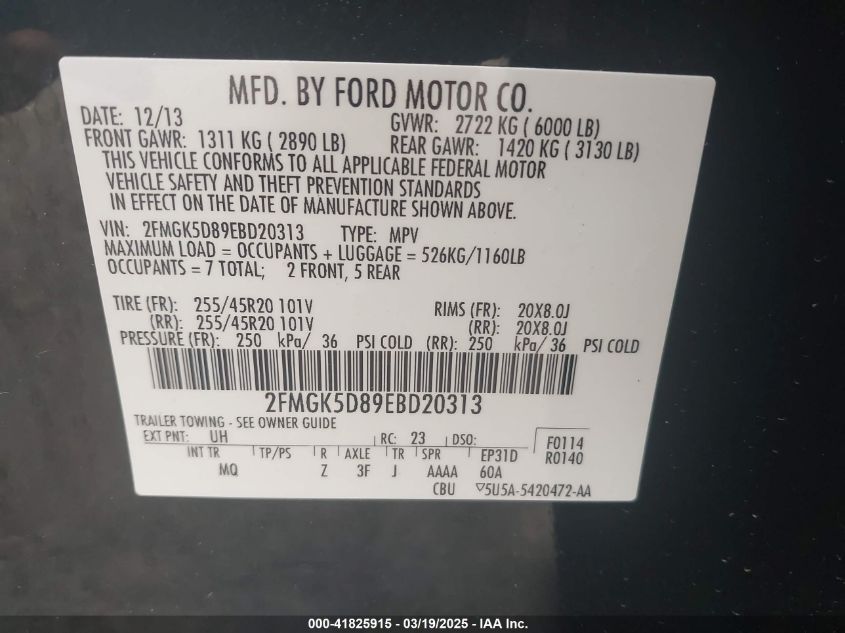 MFD. BY FORD MOTOR CO.
DATE: 12/13 GVWR: 2722 KG ( 6000 LB)
FRONT GAWR: 1311 KG ( 2890 LB) REAR GAWR: 1420 KG ( 3130 LB)
THIS VEHICLE CONFORMS TO ALL APPLICABLE FEDERAL MOTOR
VEHICLE SAFETY AND THEFT PREVENTION STANDARDS
IN EFFECT ON THE DATE OF MANUFACTURE SHOWN ABOVE.
VIN: 2FMGK5D89EBD20313 TYPE: MPV
MAXIMUM LOAD = OCCUPANTS + LUGGAGE = 526KG/1160LB
OCCUPANTS = 7 TOTAL; 2 FRONT, 5 REAR
TIRE (FR): 255/45R20 101V RIMS (FR): 20X8.0J
(RR): 255/45R20 101V (RR): 20X8.0J
PRESSURE (FR): 250 kPa/ 36 PSI COLD (RR): 250 kPa/ 36 PSI COLD
2FMGK5D89EBD20313
TRAILER TOWING - SEE OWNER GUIDE
EXT PNT: UH RC: 23 DSO: F0114
INT TR TP/PS R AXLE TR SPR EP31D R0140
MQ Z 3F J AAAA 60A
CBU ▽5U5A-5420472-AA
000-41825915 - 03/19/2025 - IAA Inc.